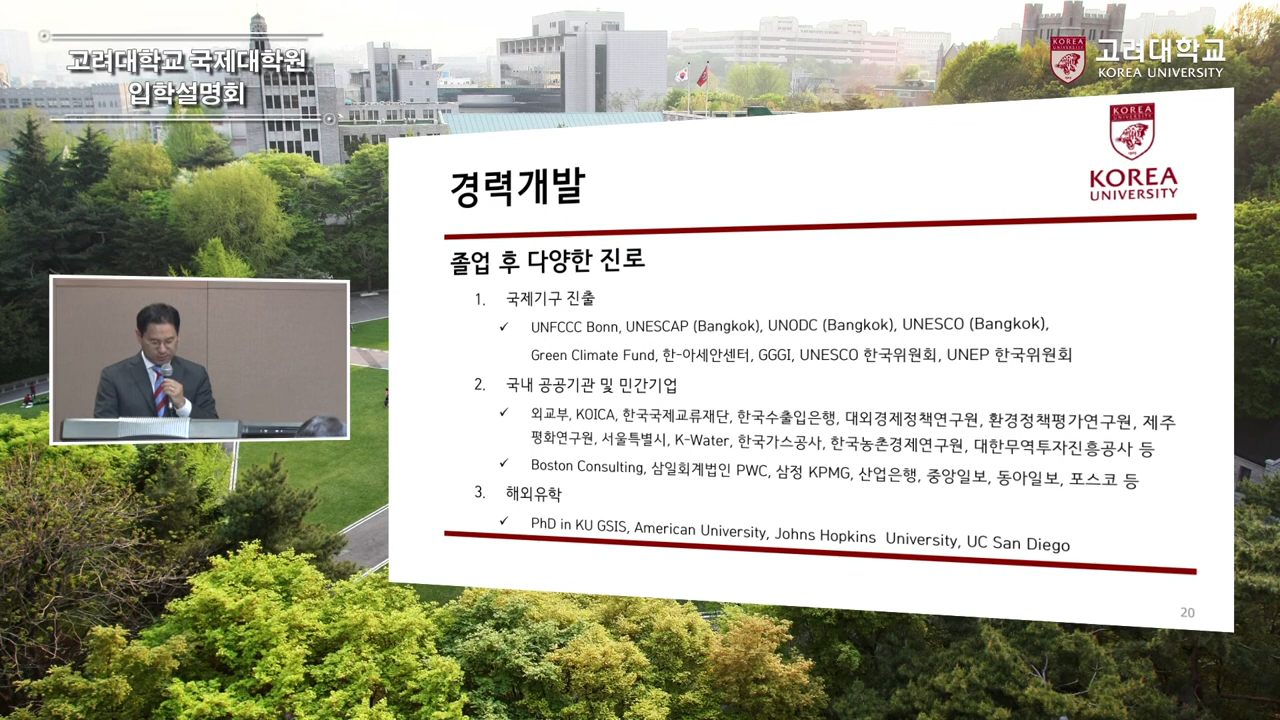 고려대학교 국제대학원
입학설명회
고려대학교
KOREA UNIVERSITY
KOREA
UNIVERSITY
KOREA
UNIVERSITY
KOREA
UNIVERSITY
경력개발
졸업 후 다양한 진로
1. 국제기구 진출
✓ UNFCCC Bonn, UNESCAP (Bangkok), UNODC (Bangkok), UNESCO (Bangkok),
Green Climate Fund, 한-아세안센터, GGGI, UNESCO 한국위원회, UNEP 한국위원회
2. 국내 공공기관 및 민간기업
✓ 외교부, KOICA, 한국국제교류재단, 한국수출입은행, 대외경제정책연구원, 환경정책평가연구원, 제주
평화연구원, 서울특별시, K-Water, 한국가스공사, 한국농촌경제연구원, 대한무역투자진흥공사 등
✓ Boston Consulting, 삼일회계법인 PWC, 삼정 KPMG, 산업은행, 중앙일보, 동아일보, 포스코 등
3. 해외유학
✓ PhD in KU GSIS, American University, Johns Hopkins  University, UC San Diego
20